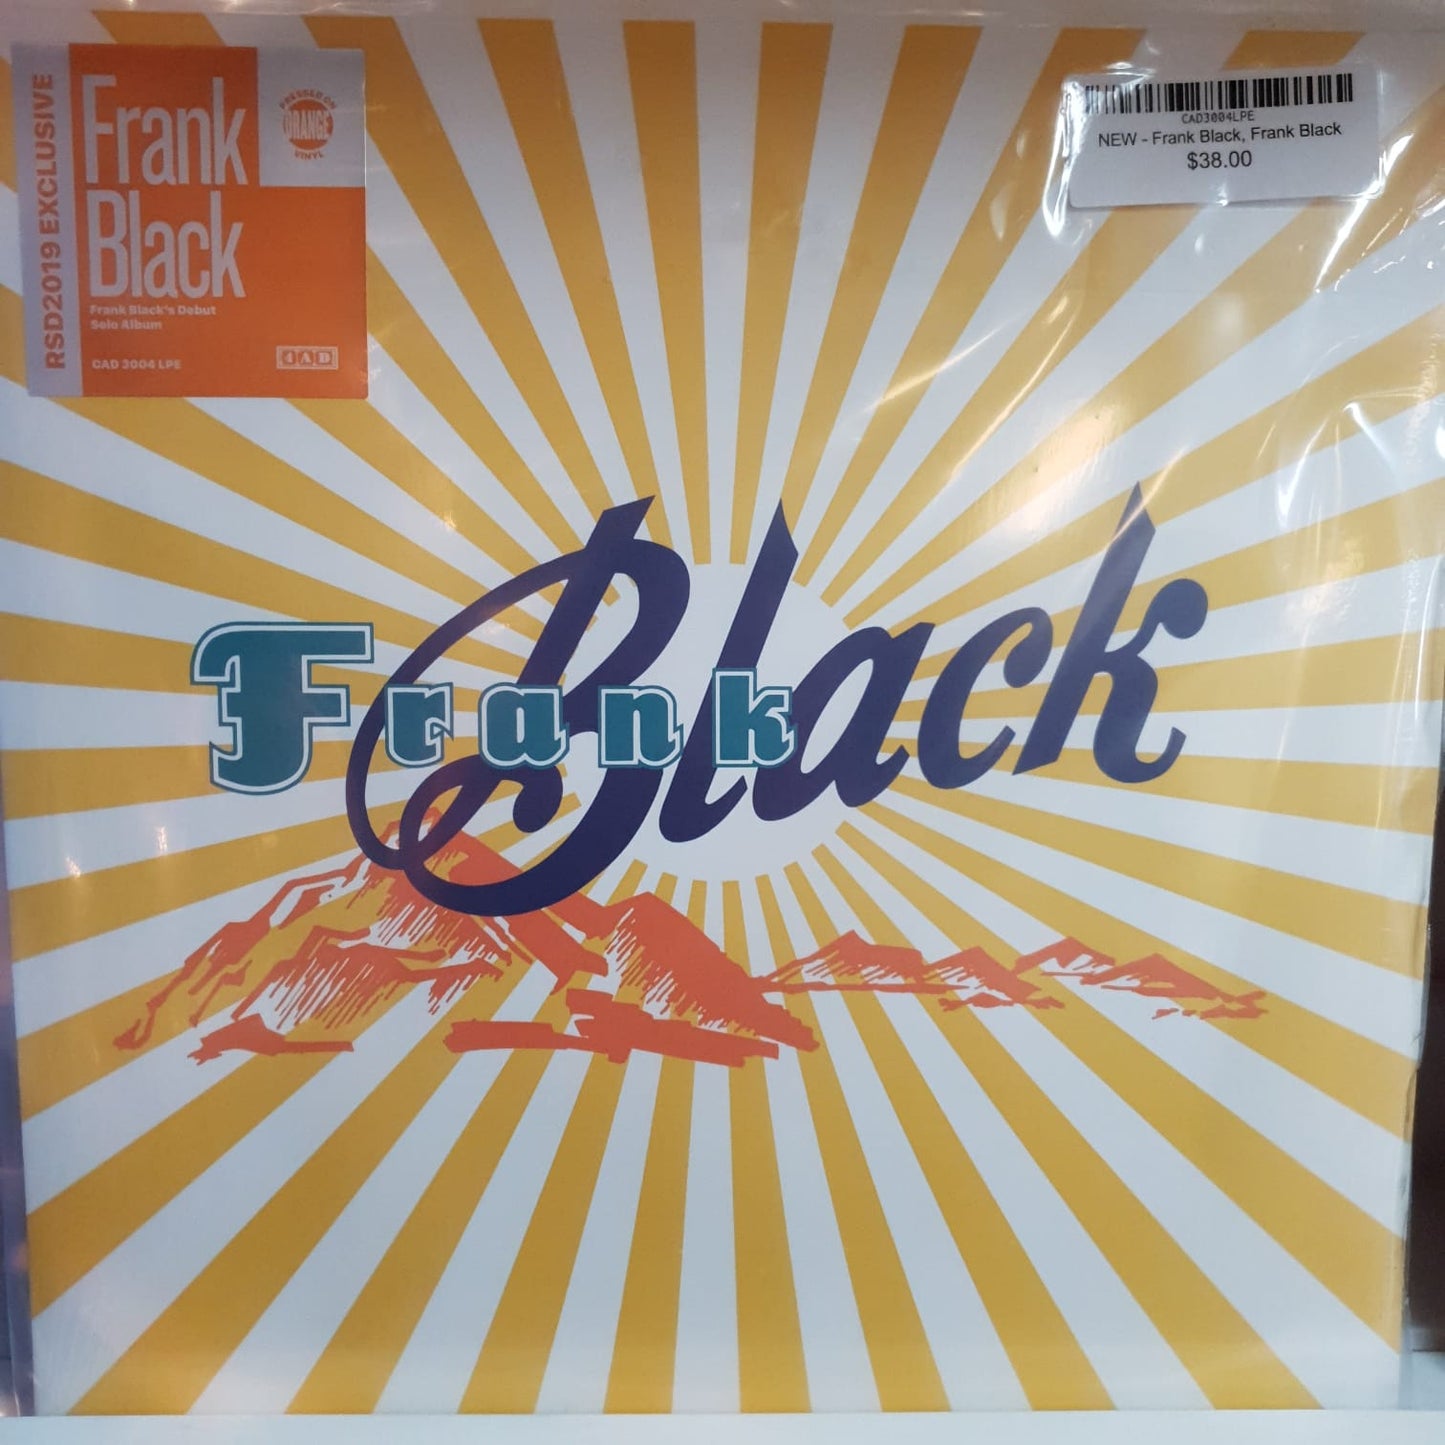 RSD2019 EXCLUSIVE
Frank
Black
PRESSED ON
ORANGE
VINYL
Frank Black's Debut
Solo Album
CAD 3004 LPE
4AD
CAD3004LPE
NEW - Frank Black, Frank Black
$38.00
Frank Black